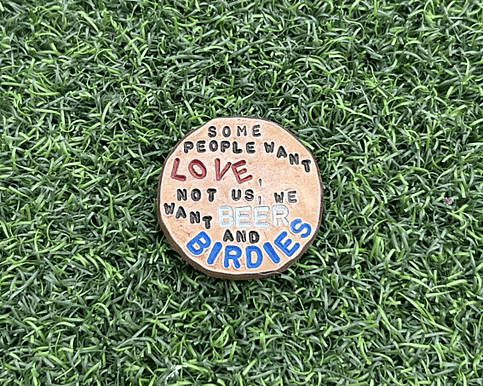 SOME
PEOPLE WANT
LOVE,
NOT US, WE
WANT BEER
AND
BIRDIES